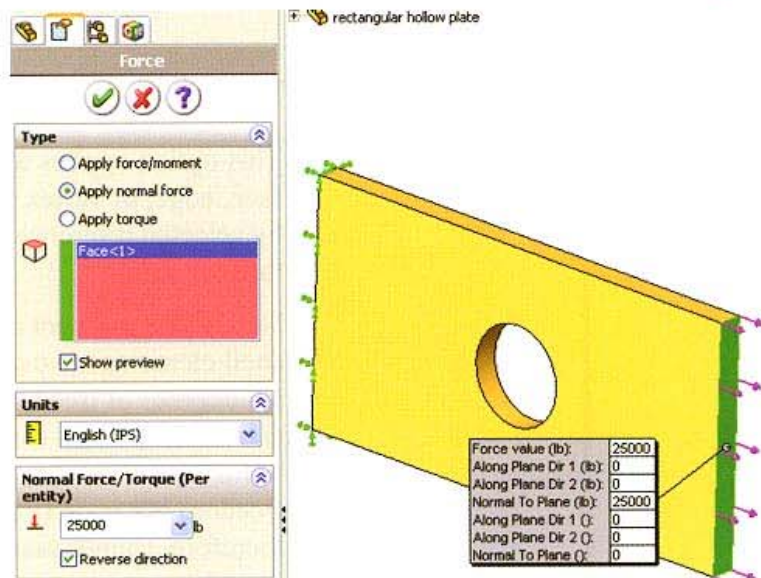 rectangular hollow plate
Force
?
Type
Apply force/moment
Apply normal force
Apply torque
Face<1>
Show preview
Units
English (IPS)
Normal Force/Torque (Per
entity)
25000 lb
Reverse direction
Force value (lb): 25000
Along Plane Dir 1 (lb): 0
Along Plane Dir 2 (lb): 0
Normal To Plane (lb): 25000
Along Plane Dir 1 (): 0
Along Plane Dir 2 (): 0
Normal To Plane (): 0